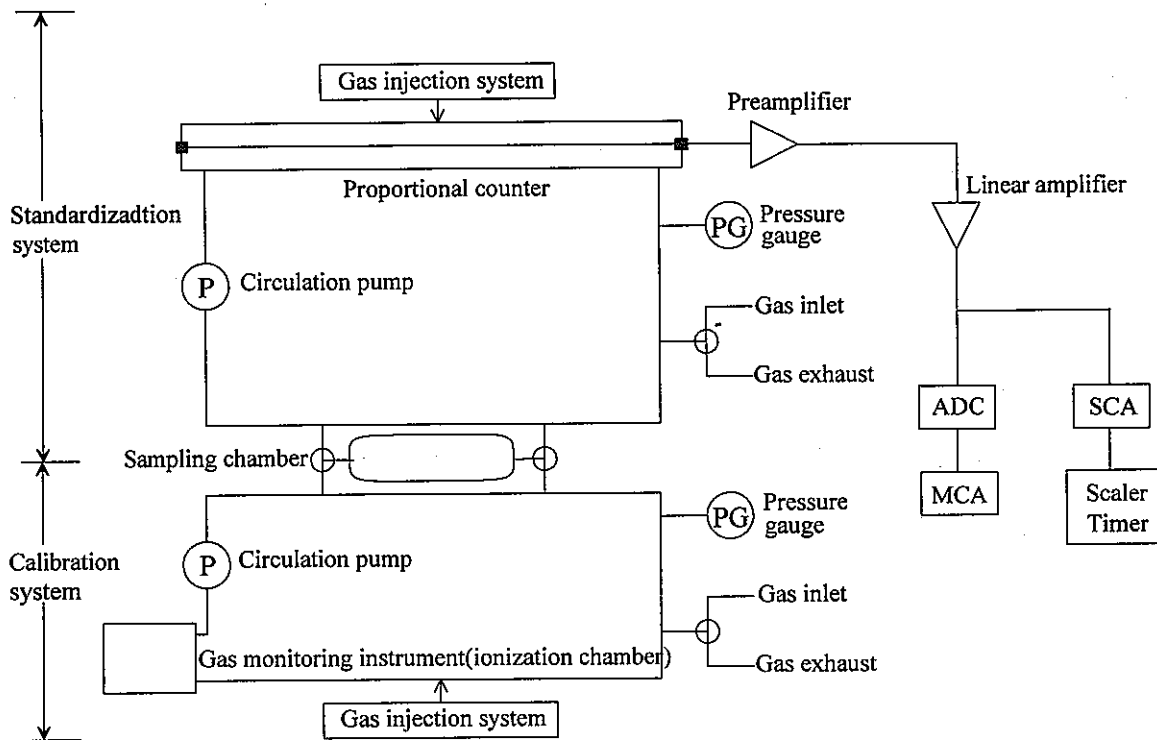 Gas injection system
Preamplifier
Proportional counter
Linear amplifier
Standardizadtion
system
PG
Pressure
gauge
P
Circulation pump
Gas inlet
Gas exhaust
ADC
SCA
Sampling chamber
MCA
Scaler
Timer
PG
Pressure
gauge
Calibration
system
P
Circulation pump
Gas inlet
Gas monitoring instrument(ionization chamber)
Gas exhaust
Gas injection system